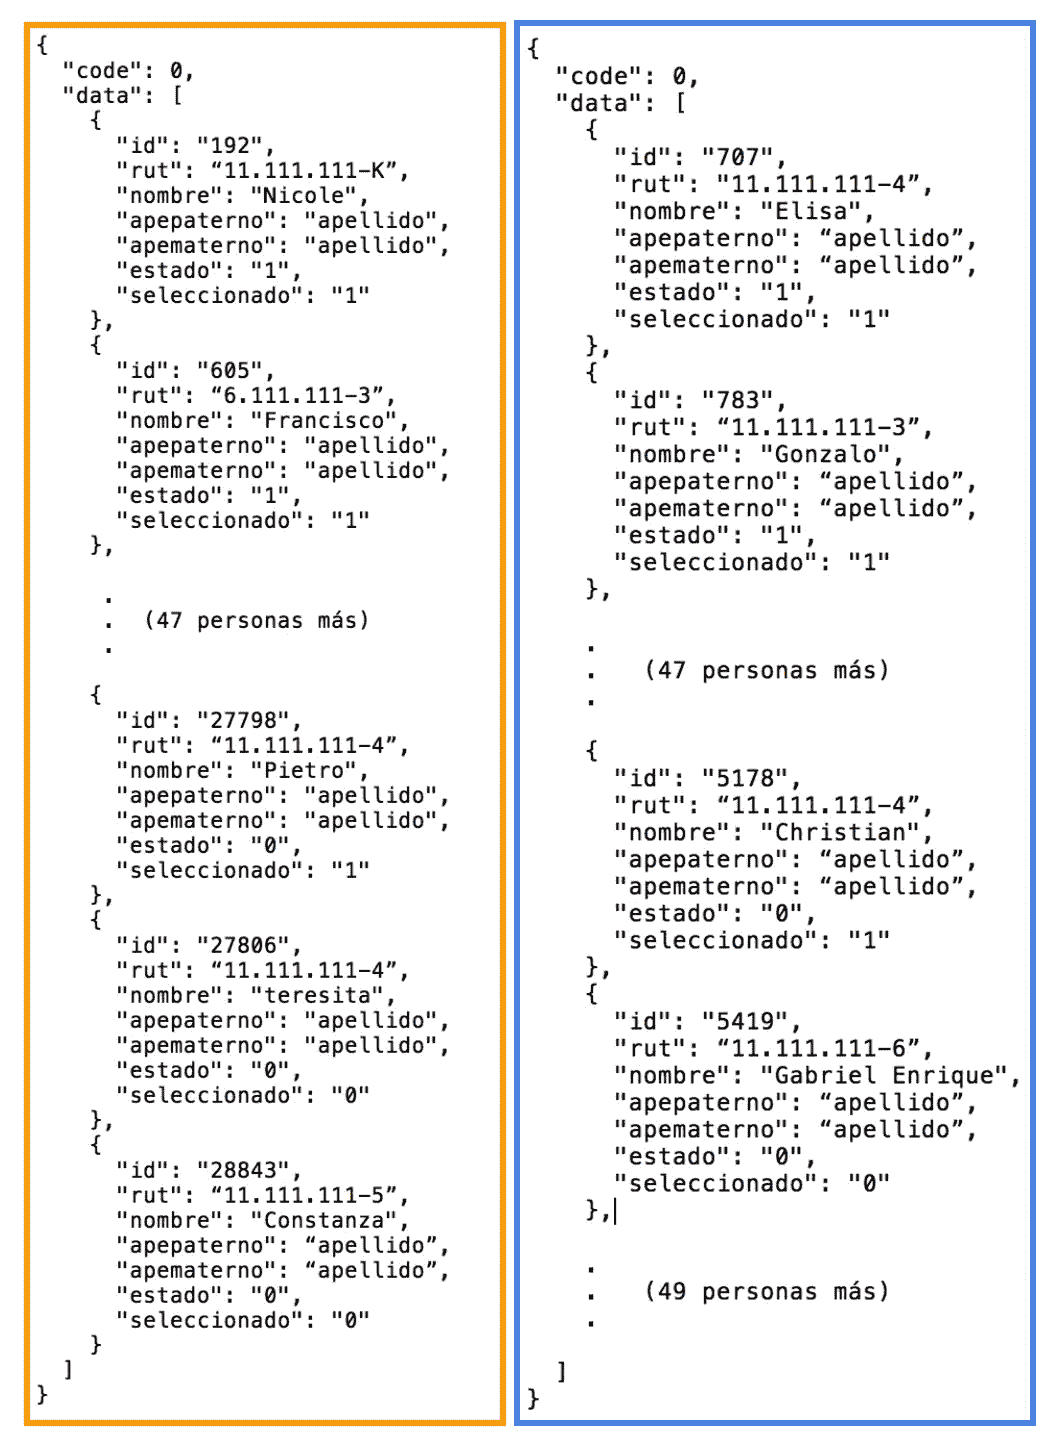 {
"code": 0,
"data": [
{
"id": "192",
"rut": “11.111.111-K”,
"nombre": "Nicole",
"apepaterno": "apellido",
"apematerno": "apellido",
"estado": "1",
"seleccionado": "1"
},
{
"id": "605",
"rut": “6.111.111-3”,
"nombre": "Francisco",
"apepaterno": "apellido",
"apematerno": "apellido",
"estado": "1",
"seleccionado": "1"
},
.
. (47 personas más)
.
{
"id": "27798",
"rut": “11.111.111-4”,
"nombre": "Pietro",
"apepaterno": "apellido",
"apematerno": "apellido",
"estado": "0",
"seleccionado": "1"
},
{
"id": "27806",
"rut": “11.111.111-4”,
"nombre": "teresita",
"apepaterno": "apellido",
"apematerno": "apellido",
"estado": "0",
"seleccionado": "0"
},
{
"id": "28843",
"rut": “11.111.111-5”,
"nombre": "Constanza",
"apepaterno": “apellido”,
"apematerno": “apellido”,
"estado": "0",
"seleccionado": "0"
}
]
}
{
"code": 0,
"data": [
{
"id": "707",
"rut": "11.111.111-4”,
"nombre": "Elisa",
"apepaterno": “apellido”,
"apematerno": “apellido”,
"estado": "1",
"seleccionado": "1"
},
{
"id": "783",
"rut": “11.111.111-3”,
"nombre": "Gonzalo",
"apepaterno": “apellido”,
"apematerno": “apellido”,
"estado": "1",
"seleccionado": "1"
},
.
. (47 personas más)
.
{
"id": "5178",
"rut": “11.111.111-4”,
"nombre": "Christian",
"apepaterno": “apellido”,
"apematerno": “apellido”,
"estado": "0",
"seleccionado": "1"
},
{
"id": "5419",
"rut": “11.111.111-6”,
"nombre": "Gabriel Enrique",
"apepaterno": “apellido”,
"apematerno": “apellido”,
"estado": "0",
"seleccionado": "0"
},
.
. (49 personas más)
.
]
}